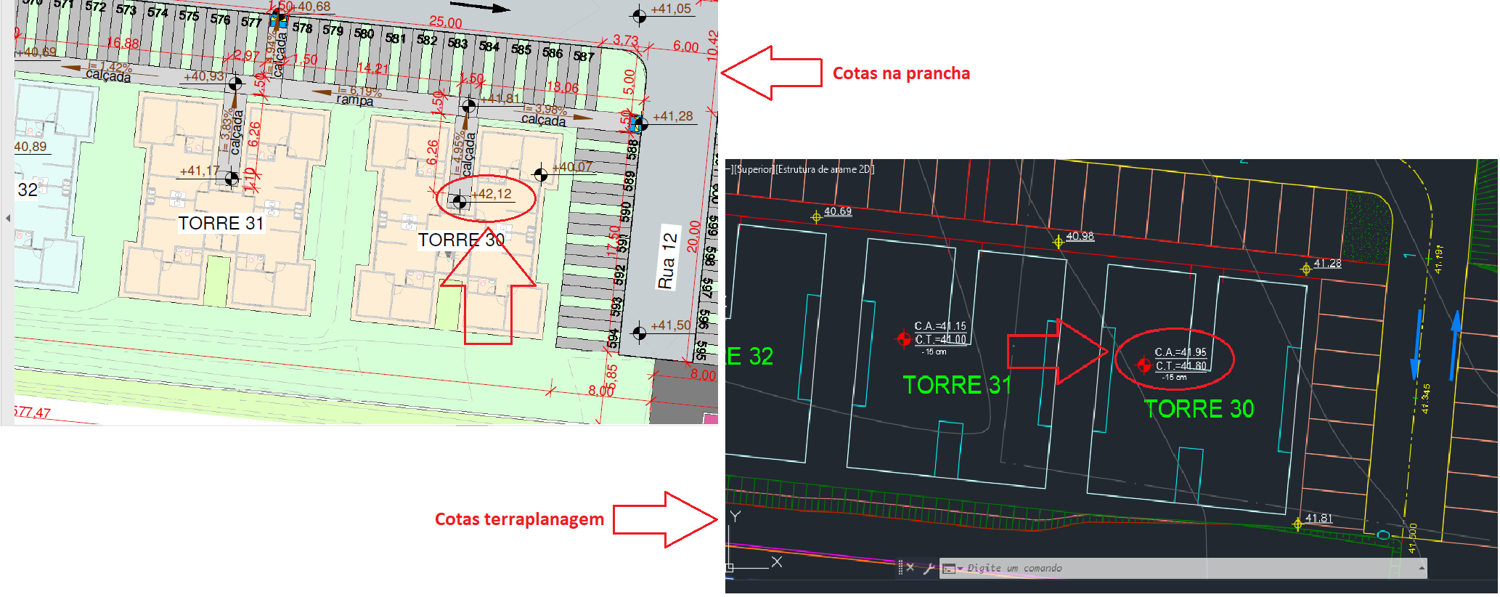 570 571 572 573 574 575 576 577
578 579 580 581 582 583 584 585 586 587
1,50
+40,68
25,00
+41,05
16,88
3,73
6,00
10,42
+40,69
I= 1,42%
calçada
+40,93
2,97
1,50
I= 4,94%
calçada
1,50
14,21
I= 6,19%
rampa
1,50
+41,81
13,06
I= 3,98%
calçada
5,00
1,50
+41,28
40,89
32
I= 3,83%
calçada
6,26
+41,17
1,10
TORRE 31
1,50
6,26
I= 4,95%
calçada
+42,12
+40,07
TORRE 30
588
589
590
591
592
593
594
17,50
Rua 12
20,00
599
598
597
596
595
+41,50
5,85
8,00
8,00
577,47
Cotas na prancha
Cotas terraplanagem
[−][Superior][Estrutura de arame 2D]
2
40.69
40.98
41.28
1
41.191
C.A.=41.15
C.T.=41.00
-15 cm
C.A.=41.95
C.T.=41.80
-15 cm
E 32
TORRE 31
TORRE 30
41.345
41.81
0
41.500
Y
X
Digite um comando